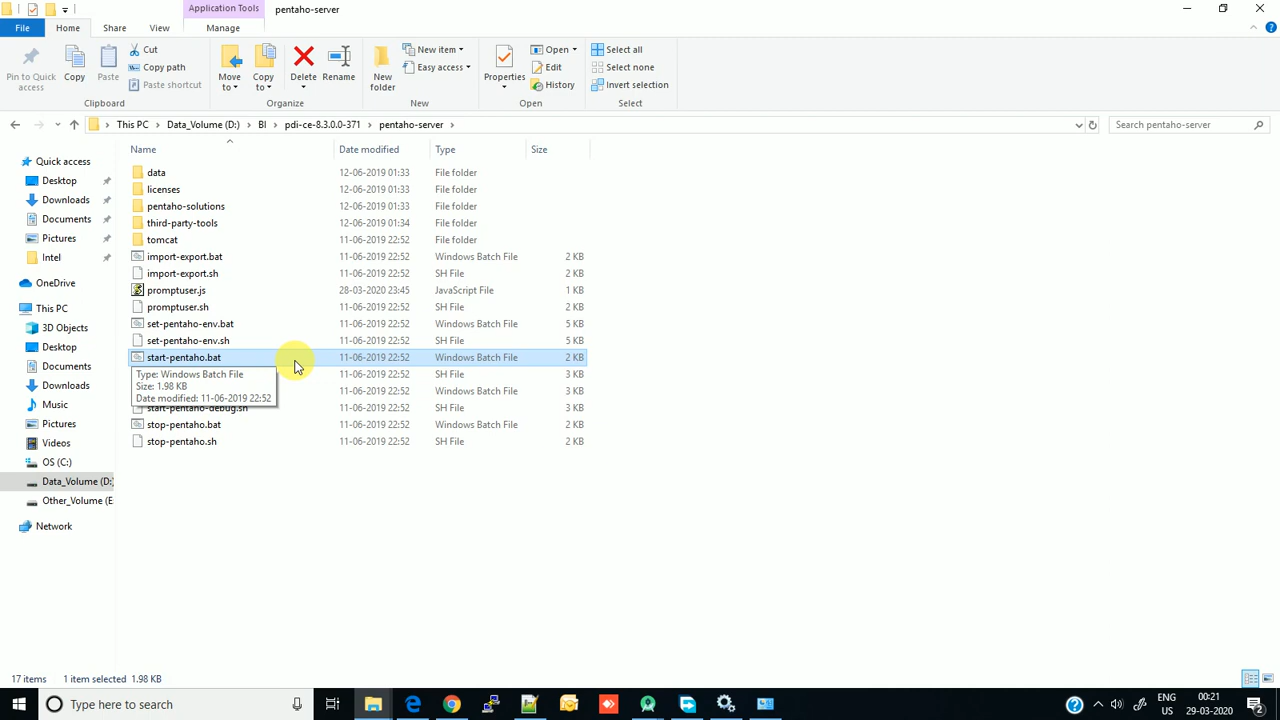 Application Tools
pentaho-server
File
Home
Share
View
Manage
Pin to Quick access
Copy
Paste
Cut
Copy path
Paste shortcut
Clipboard
Move to
Copy to
Delete
Rename
Organize
New folder
New item
Easy access
New
Properties
Open
Edit
History
Open
Select all
Select none
Invert selection
Select
This PC > Data_Volume (D:) > BI > pdi-ce-8.3.0.0-371 > pentaho-server >
Search pentaho-server
Name Date modified Type Size
Quick access
Desktop
Downloads
Documents
Pictures
Intel
OneDrive
This PC
3D Objects
Desktop
Documents
Downloads
Music
Pictures
Videos
OS (C:)
Data_Volume (D:)
Other_Volume (E
Network
data 12-06-2019 01:33 File folder
licenses 12-06-2019 01:33 File folder
pentaho-solutions 12-06-2019 01:33 File folder
third-party-tools 12-06-2019 01:34 File folder
tomcat 11-06-2019 22:52 File folder
import-export.bat 11-06-2019 22:52 Windows Batch File 2 KB
import-export.sh 11-06-2019 22:52 SH File 2 KB
promptuser.js 28-03-2020 23:45 JavaScript File 1 KB
promptuser.sh 11-06-2019 22:52 SH File 2 KB
set-pentaho-env.bat 11-06-2019 22:52 Windows Batch File 5 KB
set-pentaho-env.sh 11-06-2019 22:52 SH File 5 KB
start-pentaho.bat 11-06-2019 22:52 Windows Batch File 2 KB
11-06-2019 22:52 SH File 3 KB
11-06-2019 22:52 Windows Batch File 3 KB
start-pentaho-debug.sh 11-06-2019 22:52 SH File 3 KB
stop-pentaho.bat 11-06-2019 22:52 Windows Batch File 2 KB
stop-pentaho.sh 11-06-2019 22:52 SH File 2 KB
Type: Windows Batch File
Size: 1.98 KB
Date modified: 11-06-2019 22:52
17 items 1 item selected 1.98 KB
Type here to search
ENG
US
00:21
29-03-2020
2